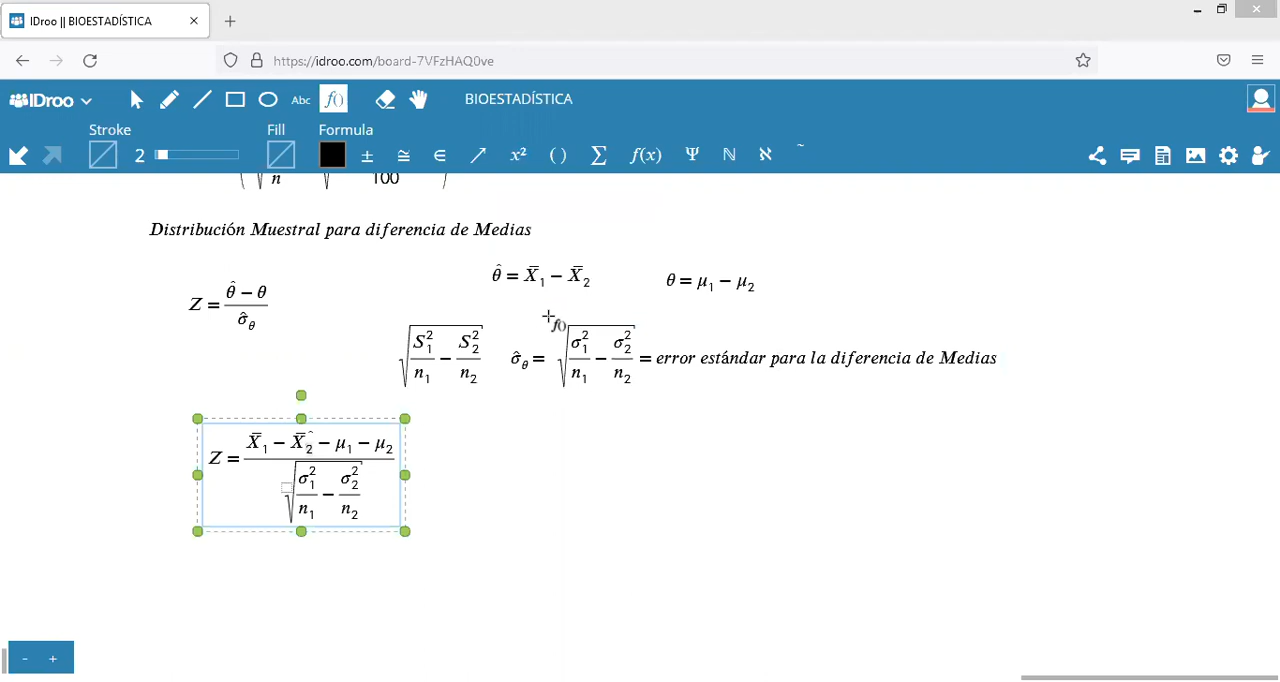 IDroo || BIOESTADÍSTICA
https://idroo.com/board-7VFzHAQ0ve
IDroo
Abc
f()
BIOESTADÍSTICA
Stroke
Fill
Formula
2
± ≅ ∈ x² ( ) ∑ f(x) Ψ ℕ ℵ ~
n 100
Distribución Muestral para diferencia de Medias
Z = (θ̂ − θ) / σ̂_θ
θ̂ = X̅₁ − X̅₂
θ = μ₁ − μ₂
f()
√(S₁²/n₁ − S₂²/n₂)
σ̂_θ = √(σ₁²/n₁ − σ₂²/n₂) = error estándar para la diferencia de Medias
Z = (X̅₁ − X̅₂̂ − μ₁ − μ₂) / √(σ₁²/n₁ − σ₂²/n₂)
- +